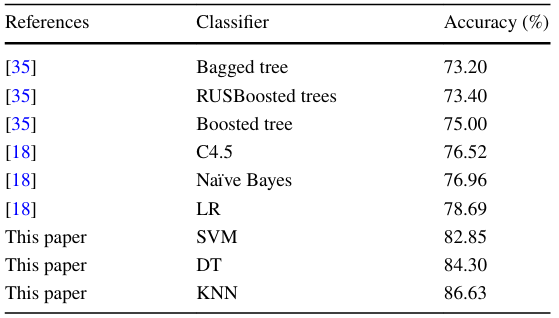 References Classifier Accuracy (%)
[35] Bagged tree 73.20
[35] RUSBoosted trees 73.40
[35] Boosted tree 75.00
[18] C4.5 76.52
[18] Naïve Bayes 76.96
[18] LR 78.69
This paper SVM 82.85
This paper DT 84.30
This paper KNN 86.63